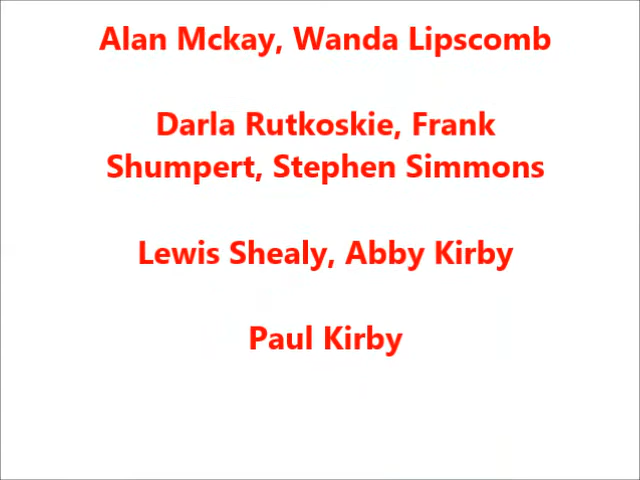 Alan Mckay, Wanda Lipscomb
Darla Rutkoskie, Frank
Shumpert, Stephen Simmons
Lewis Shealy, Abby Kirby
Paul Kirby